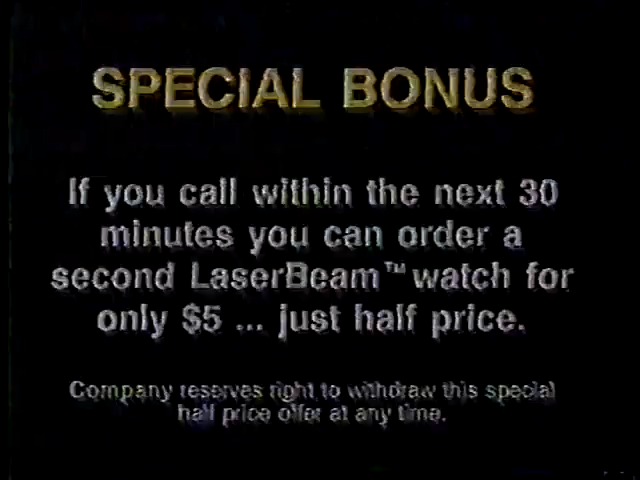 SPECIAL BONUS
If you call within the next 30
minutes you can order a
second LaserBeam™ watch for
only $5 ... just half price.
Company reserves right to withdraw this special
half price offer at any time.